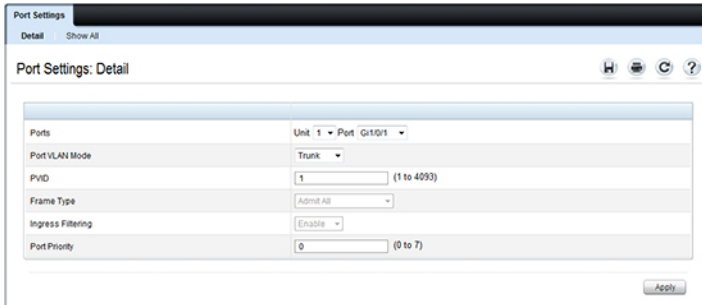 Port Settings
Detail Show All
Port Settings: Detail
?
Ports Unit 1 Port Gi1/0/1
Port VLAN Mode Trunk
PVID 1 (1 to 4093)
Frame Type Admit All
Ingress Filtering Enable
Port Priority 0 (0 to 7)
Apply